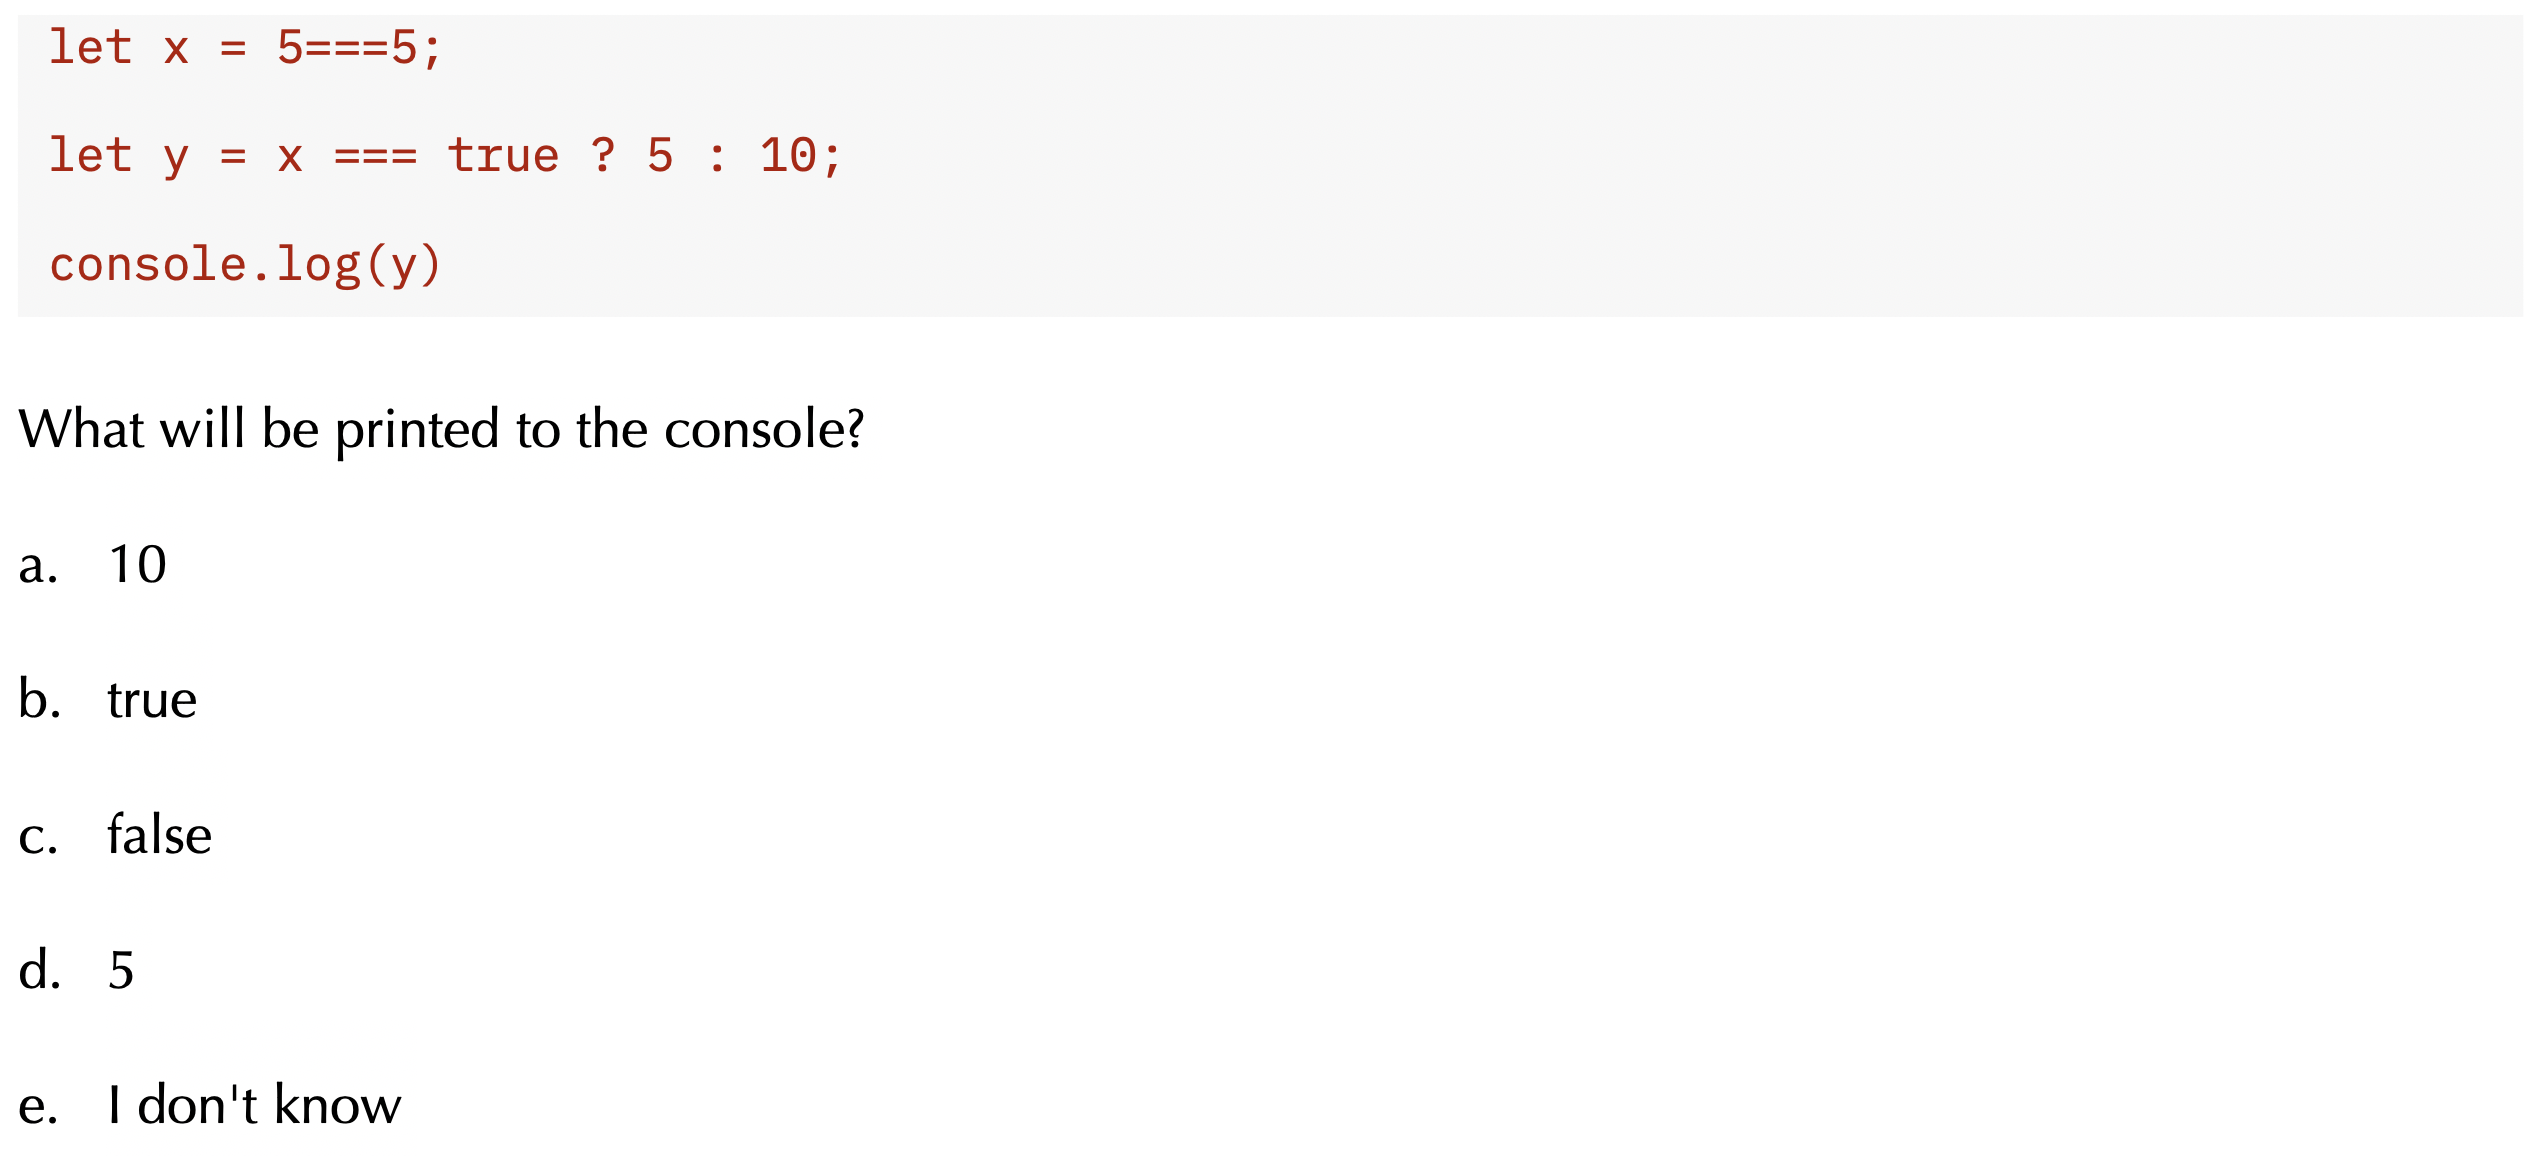 let x = 5===5;
let y = x === true ? 5 : 10;
console.log(y)
What will be printed to the console?
a. 10
b. true
c. false
d. 5
e. I don't know